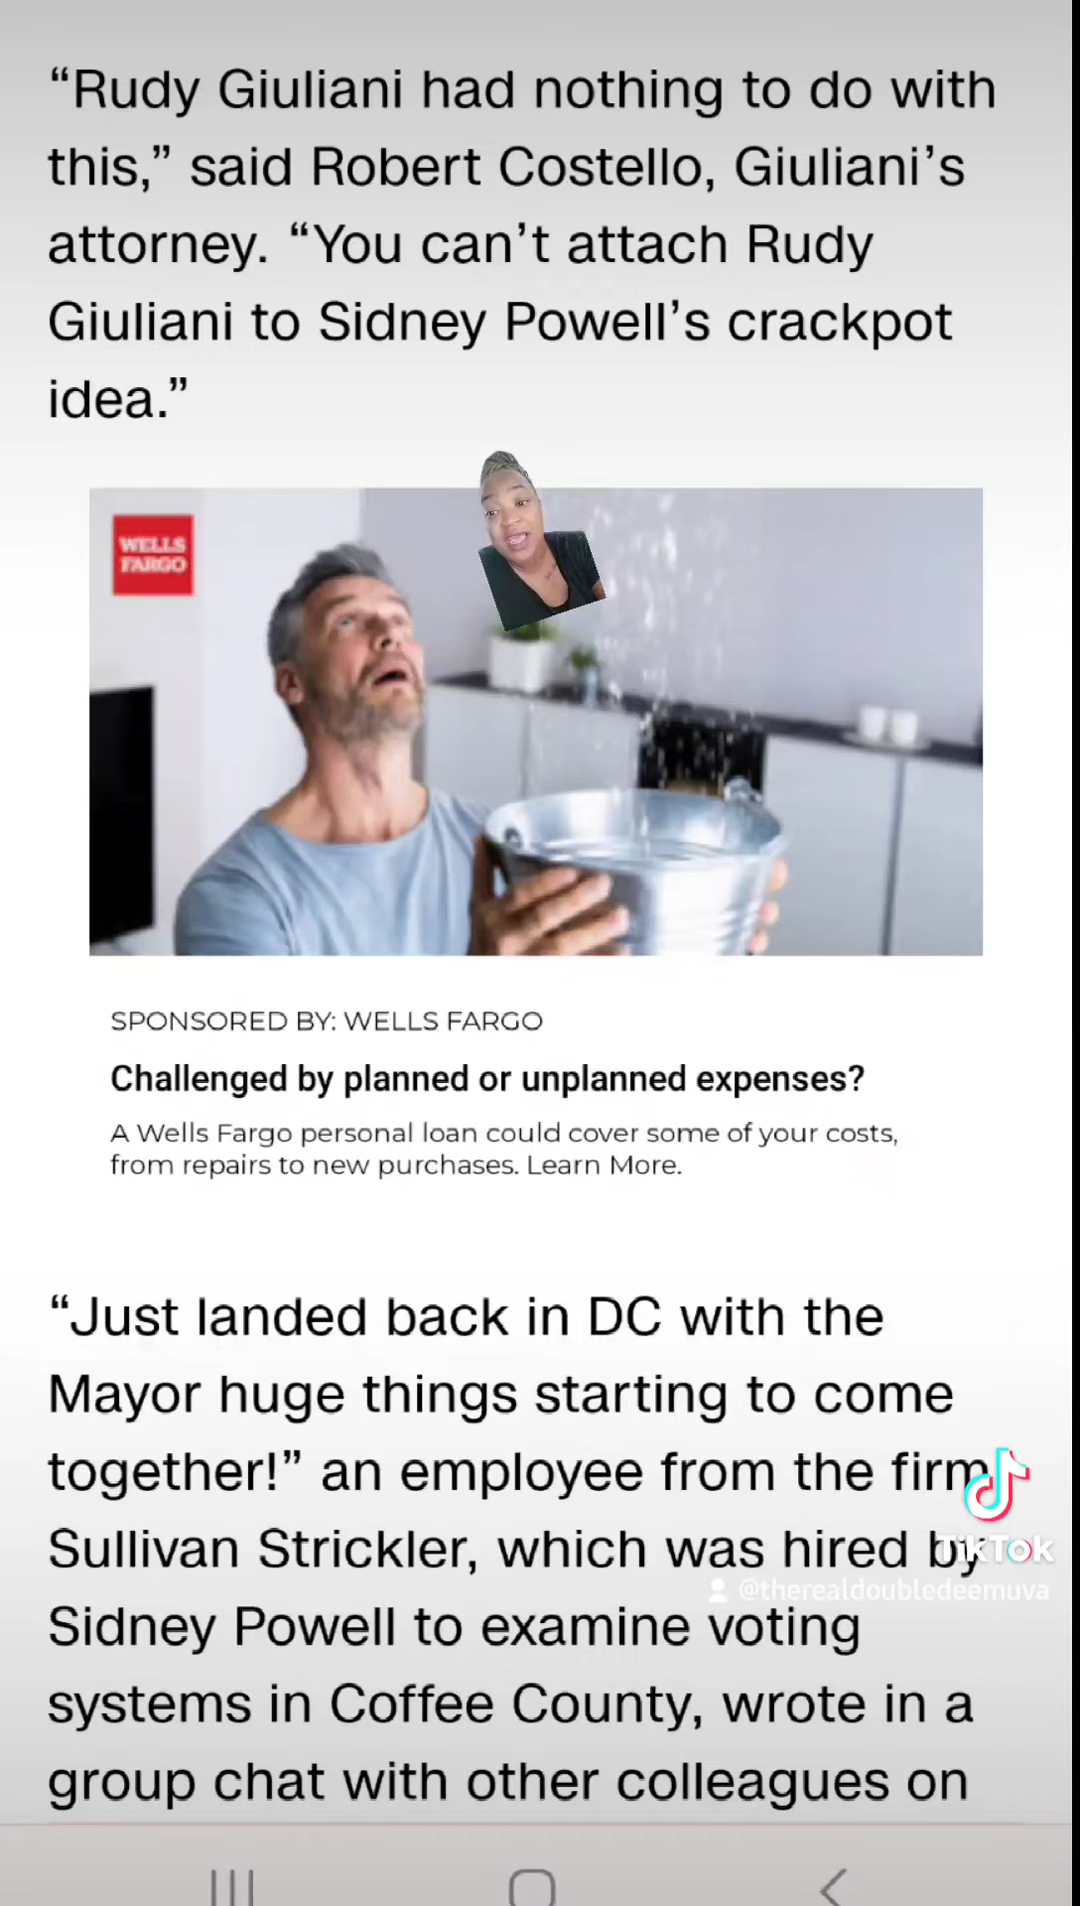 “Rudy Giuliani had nothing to do with
this,” said Robert Costello, Giuliani’s
attorney. “You can’t attach Rudy
Giuliani to Sidney Powell’s crackpot
idea.”
WELLS
FARGO
SPONSORED BY: WELLS FARGO
Challenged by planned or unplanned expenses?
A Wells Fargo personal loan could cover some of your costs,
from repairs to new purchases. Learn More.
“Just landed back in DC with the
Mayor huge things starting to come
together!” an employee from the firm
Sullivan Strickler, which was hired by
TikTok
@therealdoubledeemuva
Sidney Powell to examine voting
systems in Coffee County, wrote in a
group chat with other colleagues on